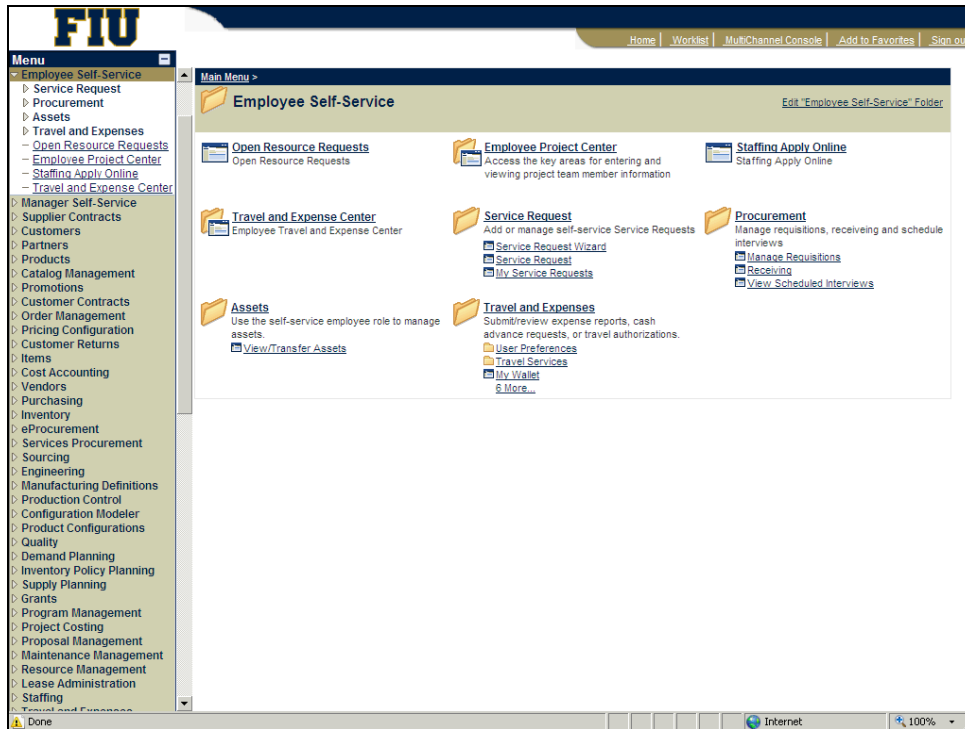 FIU
Home | Worklist | MultiChannel Console | Add to Favorites | Sign ou
Menu
Employee Self-Service
Service Request
Procurement
Assets
Travel and Expenses
Open Resource Requests
Employee Project Center
Staffing Apply Online
Travel and Expense Center
Manager Self-Service
Supplier Contracts
Customers
Partners
Products
Catalog Management
Promotions
Customer Contracts
Order Management
Pricing Configuration
Customer Returns
Items
Cost Accounting
Vendors
Purchasing
Inventory
eProcurement
Services Procurement
Sourcing
Engineering
Manufacturing Definitions
Production Control
Configuration Modeler
Product Configurations
Quality
Demand Planning
Inventory Policy Planning
Supply Planning
Grants
Program Management
Project Costing
Proposal Management
Maintenance Management
Resource Management
Lease Administration
Staffing
Travel and Expenses
Main Menu >
Employee Self-Service
Edit "Employee Self-Service" Folder
Open Resource Requests
Open Resource Requests
Employee Project Center
Access the key areas for entering and
viewing project team member information
Staffing Apply Online
Staffing Apply Online
Travel and Expense Center
Employee Travel and Expense Center
Service Request
Add or manage self-service Service Requests
Service Request Wizard
Service Request
My Service Requests
Procurement
Manage requisitions, receiveing and schedule
interviews
Manage Requisitions
Receiving
View Scheduled Interviews
Assets
Use the self-service employee role to manage
assets.
View/Transfer Assets
Travel and Expenses
Submit/review expense reports, cash
advance requests, or travel authorizations.
User Preferences
Travel Services
My Wallet
6 More...
Done
Internet
100%